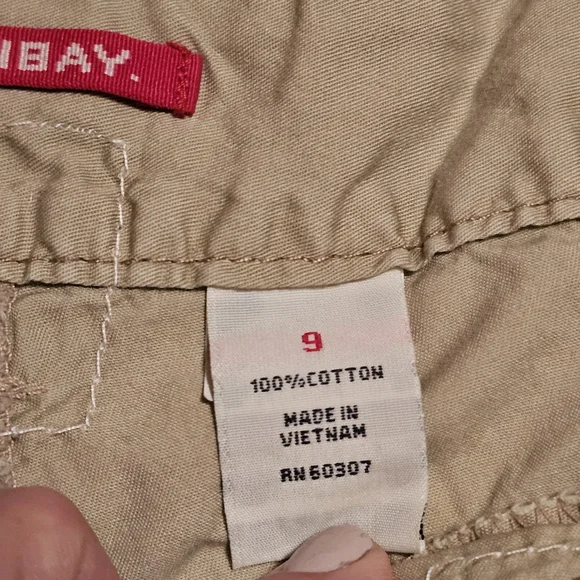 BAY.
9
100%COTTON
MADE IN
VIETNAM
RN60307